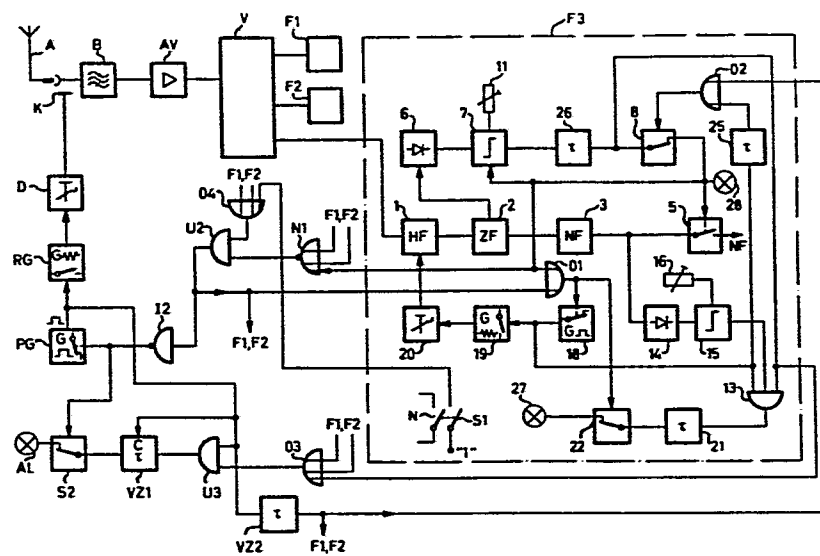 V
F1
F3
A
B
AV
F2
K
11
O2
6
7
26
8
25
τ
τ
28
D
F1,F2
O4
1
2
3
5
HF
ZF
NF
NF
U2
N1
F1,F2
O1
RG
G
16
I2
PG
G
F1,F2
20
G
19
G
18
14
15
13
27
22
τ
21
N
S1
"1"
AL
S2
C
τ
VZ1
U3
O3
F1,F2
τ
VZ2
F1,F2